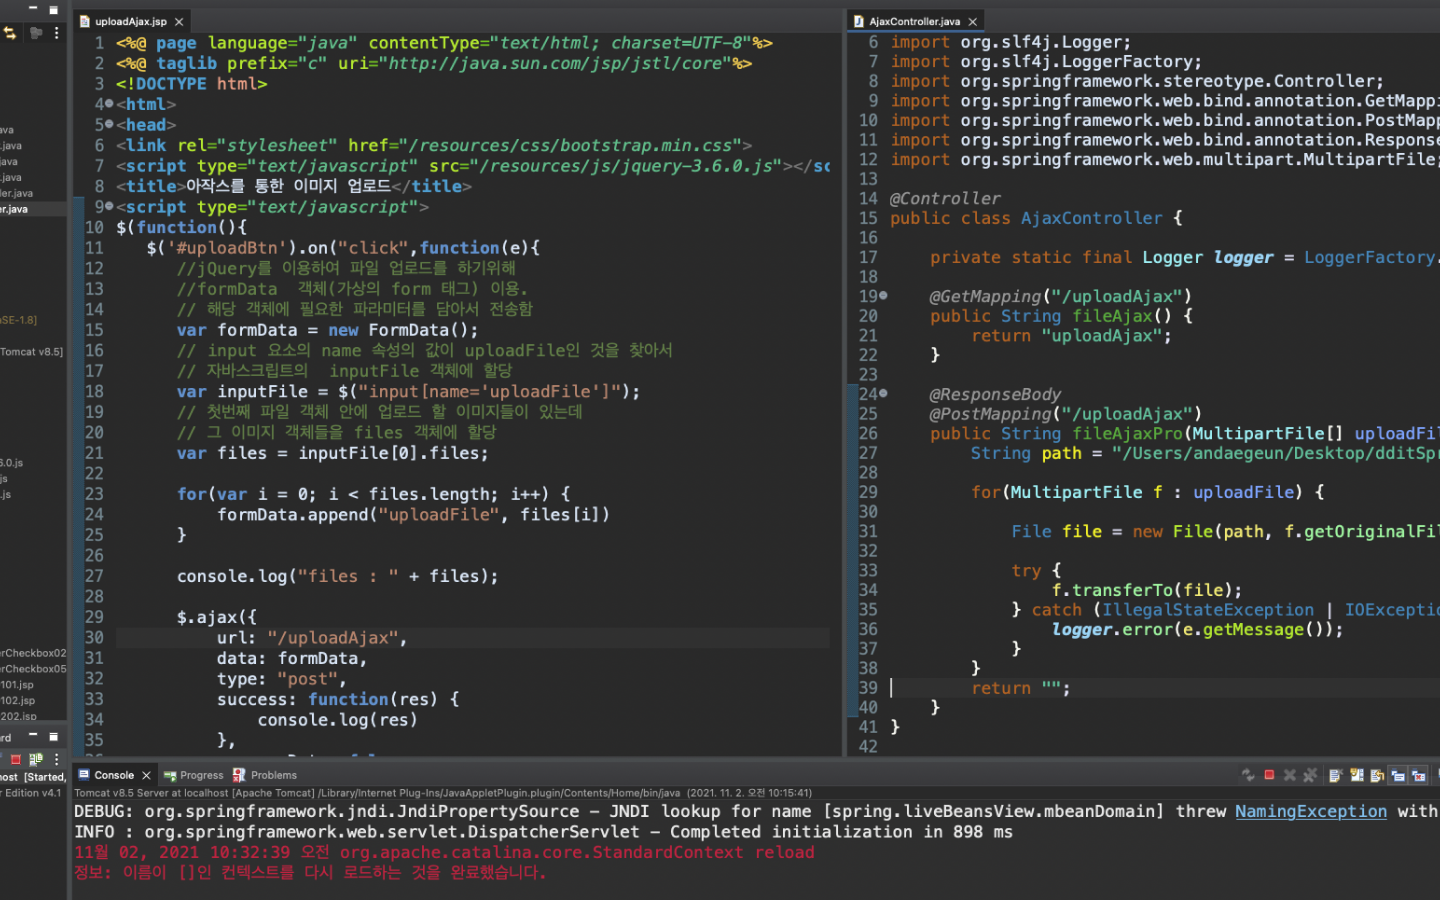 uploadAjax.jsp
1 <%@ page language="java" contentType="text/html; charset=UTF-8"%>
2 <%@ taglib prefix="c" uri="http://java.sun.com/jsp/jstl/core"%>
3 <!DOCTYPE html>
4 <html>
5 <head>
6 <link rel="stylesheet" href="/resources/css/bootstrap.min.css">
7 <script type="text/javascript" src="/resources/js/jquery-3.6.0.js"></sc
8 <title>아작스를 통한 이미지 업로드</title>
9 <script type="text/javascript">
10 $(function(){
11 $('#uploadBtn').on("click",function(e){
12 //jQuery를 이용하여 파일 업로드를 하기위해
13 //formData 객체(가상의 form 태그) 이용.
14 // 해당 객체에 필요한 파라미터를 담아서 전송함
15 var formData = new FormData();
16 // input 요소의 name 속성의 값이 uploadFile인 것을 찾아서
17 // 자바스크립트의 inputFile 객체에 할당
18 var inputFile = $("input[name='uploadFile']");
19 // 첫번째 파일 객체 안에 업로드 할 이미지들이 있는데
20 // 그 이미지 객체들을 files 객체에 할당
21 var files = inputFile[0].files;
22
23 for(var i = 0; i < files.length; i++) {
24 formData.append("uploadFile", files[i])
25 }
26
27 console.log("files : " + files);
28
29 $.ajax({
30 url: "/uploadAjax",
31 data: formData,
32 type: "post",
33 success: function(res) {
34 console.log(res)
35 },
AjaxController.java
6 import org.slf4j.Logger;
7 import org.slf4j.LoggerFactory;
8 import org.springframework.stereotype.Controller;
9 import org.springframework.web.bind.annotation.GetMappi
10 import org.springframework.web.bind.annotation.PostMapp
11 import org.springframework.web.bind.annotation.Response
12 import org.springframework.web.multipart.MultipartFile;
13
14 @Controller
15 public class AjaxController {
16
17 private static final Logger logger = LoggerFactory.
18
19 @GetMapping("/uploadAjax")
20 public String fileAjax() {
21 return "uploadAjax";
22 }
23
24 @ResponseBody
25 @PostMapping("/uploadAjax")
26 public String fileAjaxPro(MultipartFile[] uploadFil
27 String path = "/Users/andaegeun/Desktop/dditSpr
28
29 for(MultipartFile f : uploadFile) {
30
31 File file = new File(path, f.getOriginalFil
32
33 try {
34 f.transferTo(file);
35 } catch (IllegalStateException | IOExceptio
36 logger.error(e.getMessage());
37 }
38 }
39 return "";
40 }
41 }
42
ava
.java
java
.java
ler.java
er.java
aSE-1.8]
Tomcat v8.5]
6.0.js
js
.js
erCheckbox02
erCheckbox05
101.jsp
0102.jsp
202.jsp
rd
host [Started,
r Edition v4.1
Console
Progress
Problems
Tomcat v8.5 Server at localhost [Apache Tomcat] /Library/Internet Plug-Ins/JavaAppletPlugin.plugin/Contents/Home/bin/java (2021. 11. 2. 오전 10:15:41)
DEBUG: org.springframework.jndi.JndiPropertySource - JNDI lookup for name [spring.liveBeansView.mbeanDomain] threw NamingException with
INFO : org.springframework.web.servlet.DispatcherServlet - Completed initialization in 898 ms
11월 02, 2021 10:32:39 오전 org.apache.catalina.core.StandardContext reload
정보: 이름이 []인 컨텍스트를 다시 로드하는 것을 완료했습니다.